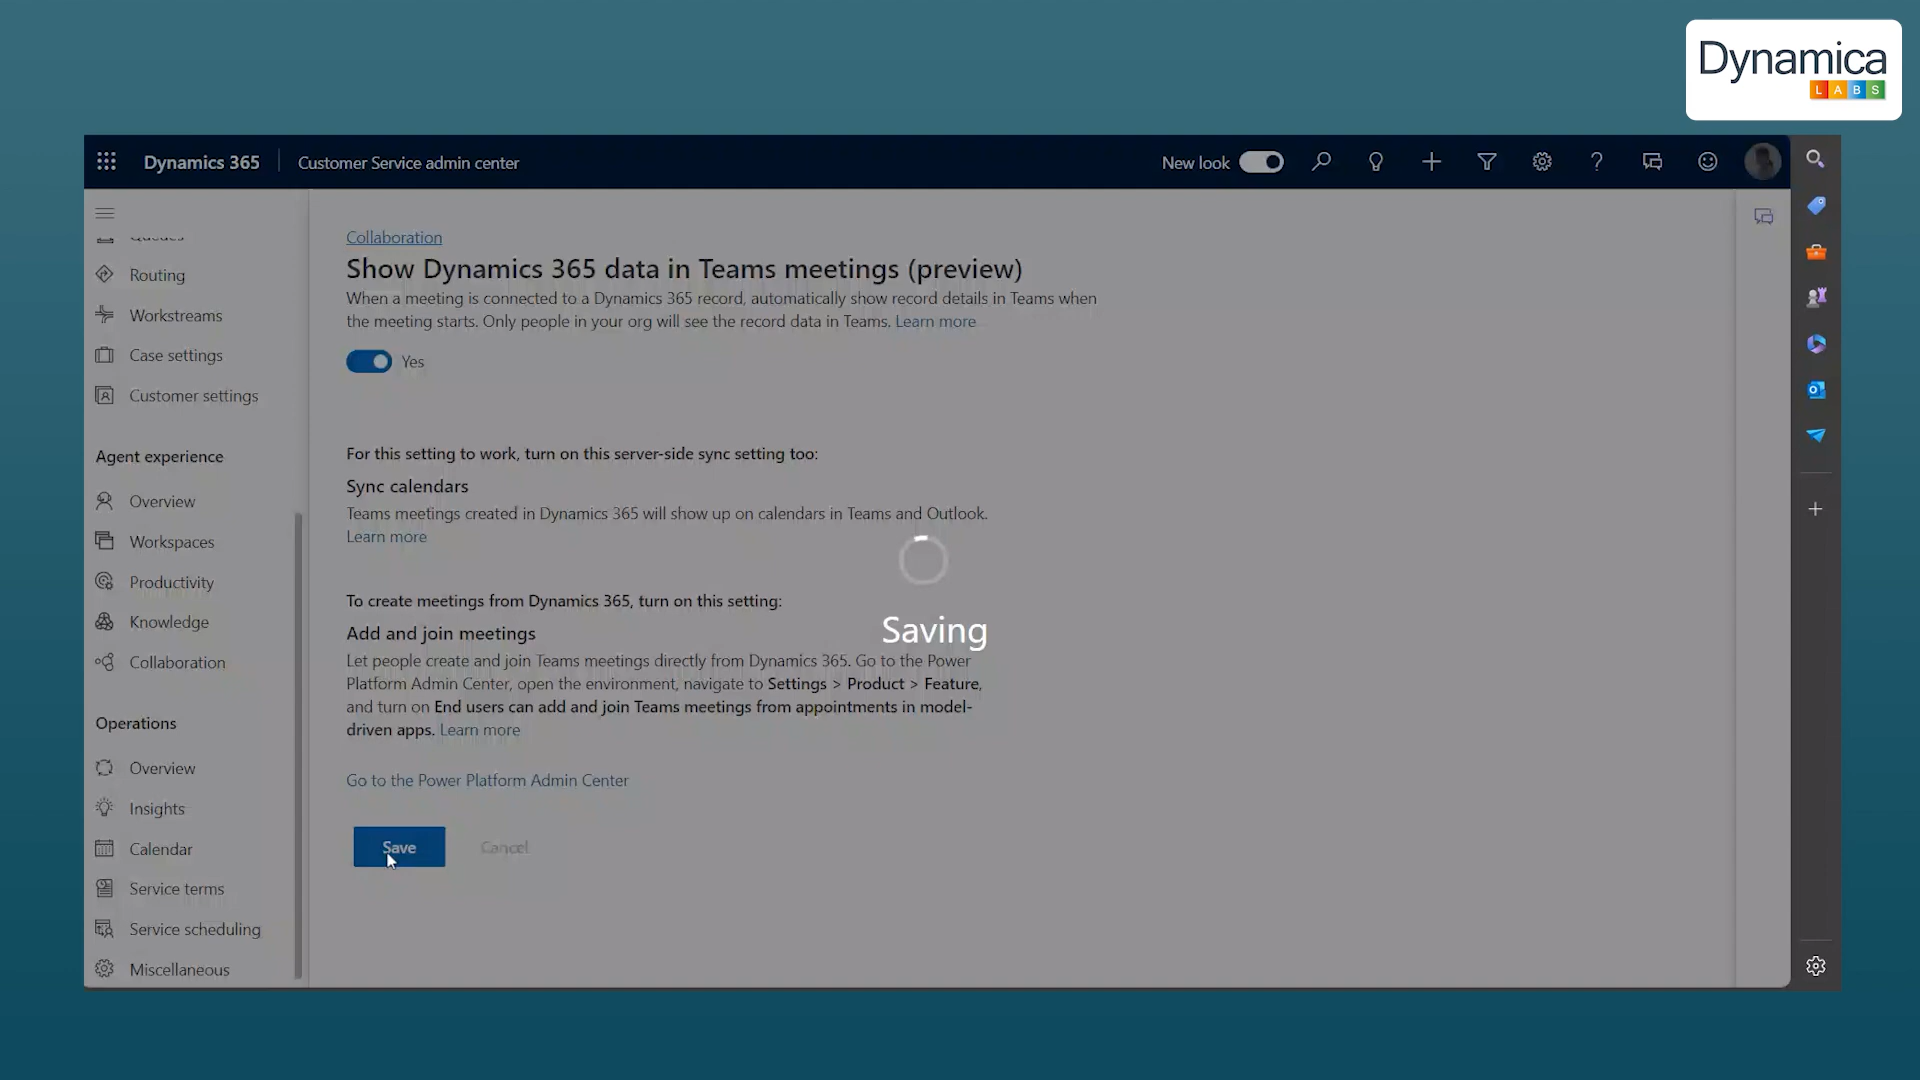 Dynamica
LABS
Dynamics 365
Customer Service admin center
New look
Queues
Routing
Workstreams
Case settings
Customer settings
Agent experience
Overview
Workspaces
Productivity
Knowledge
Collaboration
Operations
Overview
Insights
Calendar
Service terms
Service scheduling
Miscellaneous
Collaboration
Show Dynamics 365 data in Teams meetings (preview)
When a meeting is connected to a Dynamics 365 record, automatically show record details in Teams when
the meeting starts. Only people in your org will see the record data in Teams. Learn more
Yes
For this setting to work, turn on this server-side sync setting too:
Sync calendars
Teams meetings created in Dynamics 365 will show up on calendars in Teams and Outlook.
Learn more
To create meetings from Dynamics 365, turn on this setting:
Add and join meetings
Let people create and join Teams meetings directly from Dynamics 365. Go to the Power
Platform Admin Center, open the environment, navigate to Settings > Product > Feature,
and turn on End users can add and join Teams meetings from appointments in model-
driven apps. Learn more
Go to the Power Platform Admin Center
Save
Cancel
Saving